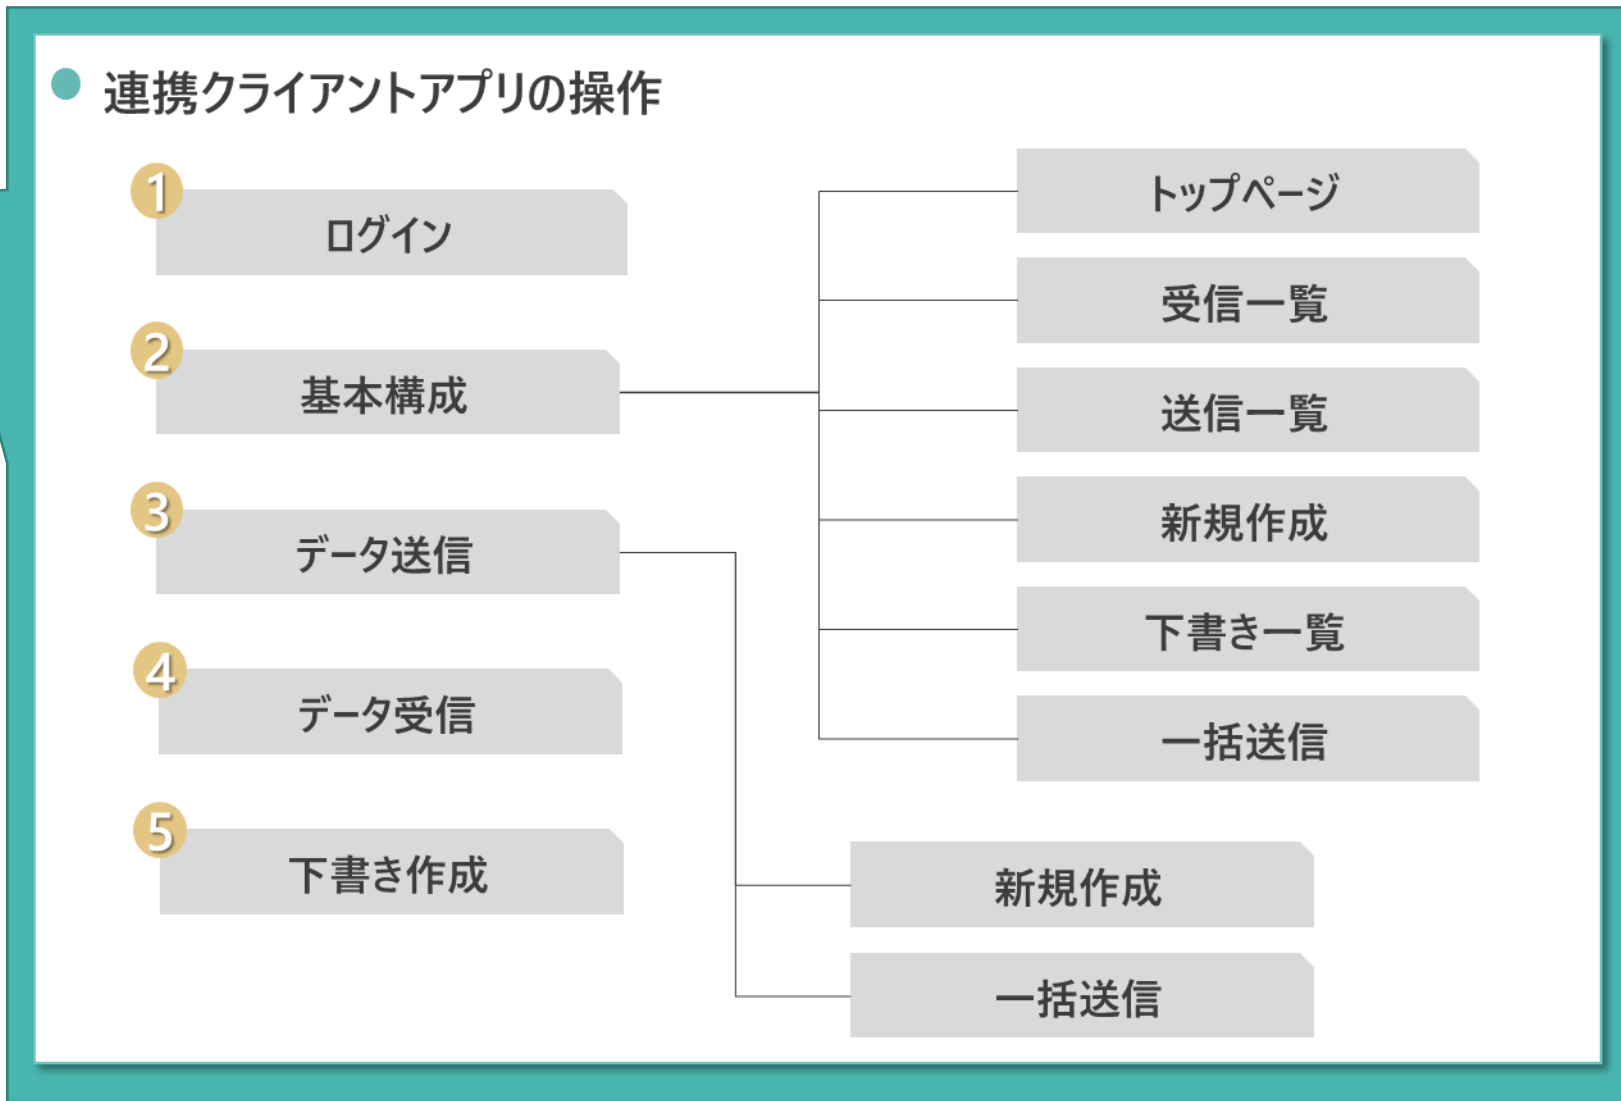 連携クライアントアプリの操作
1
ログイン
2
基本構成
トップページ
受信一覧
送信一覧
新規作成
下書き一覧
一括送信
3
データ送信
新規作成
一括送信
4
データ受信
5
下書き作成